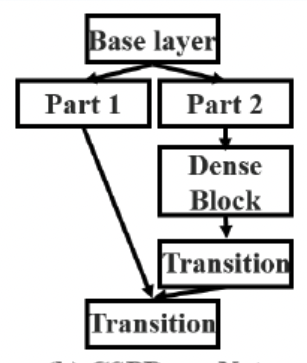 Base layer
Part 1
Part 2
Dense
Block
Transition
Transition